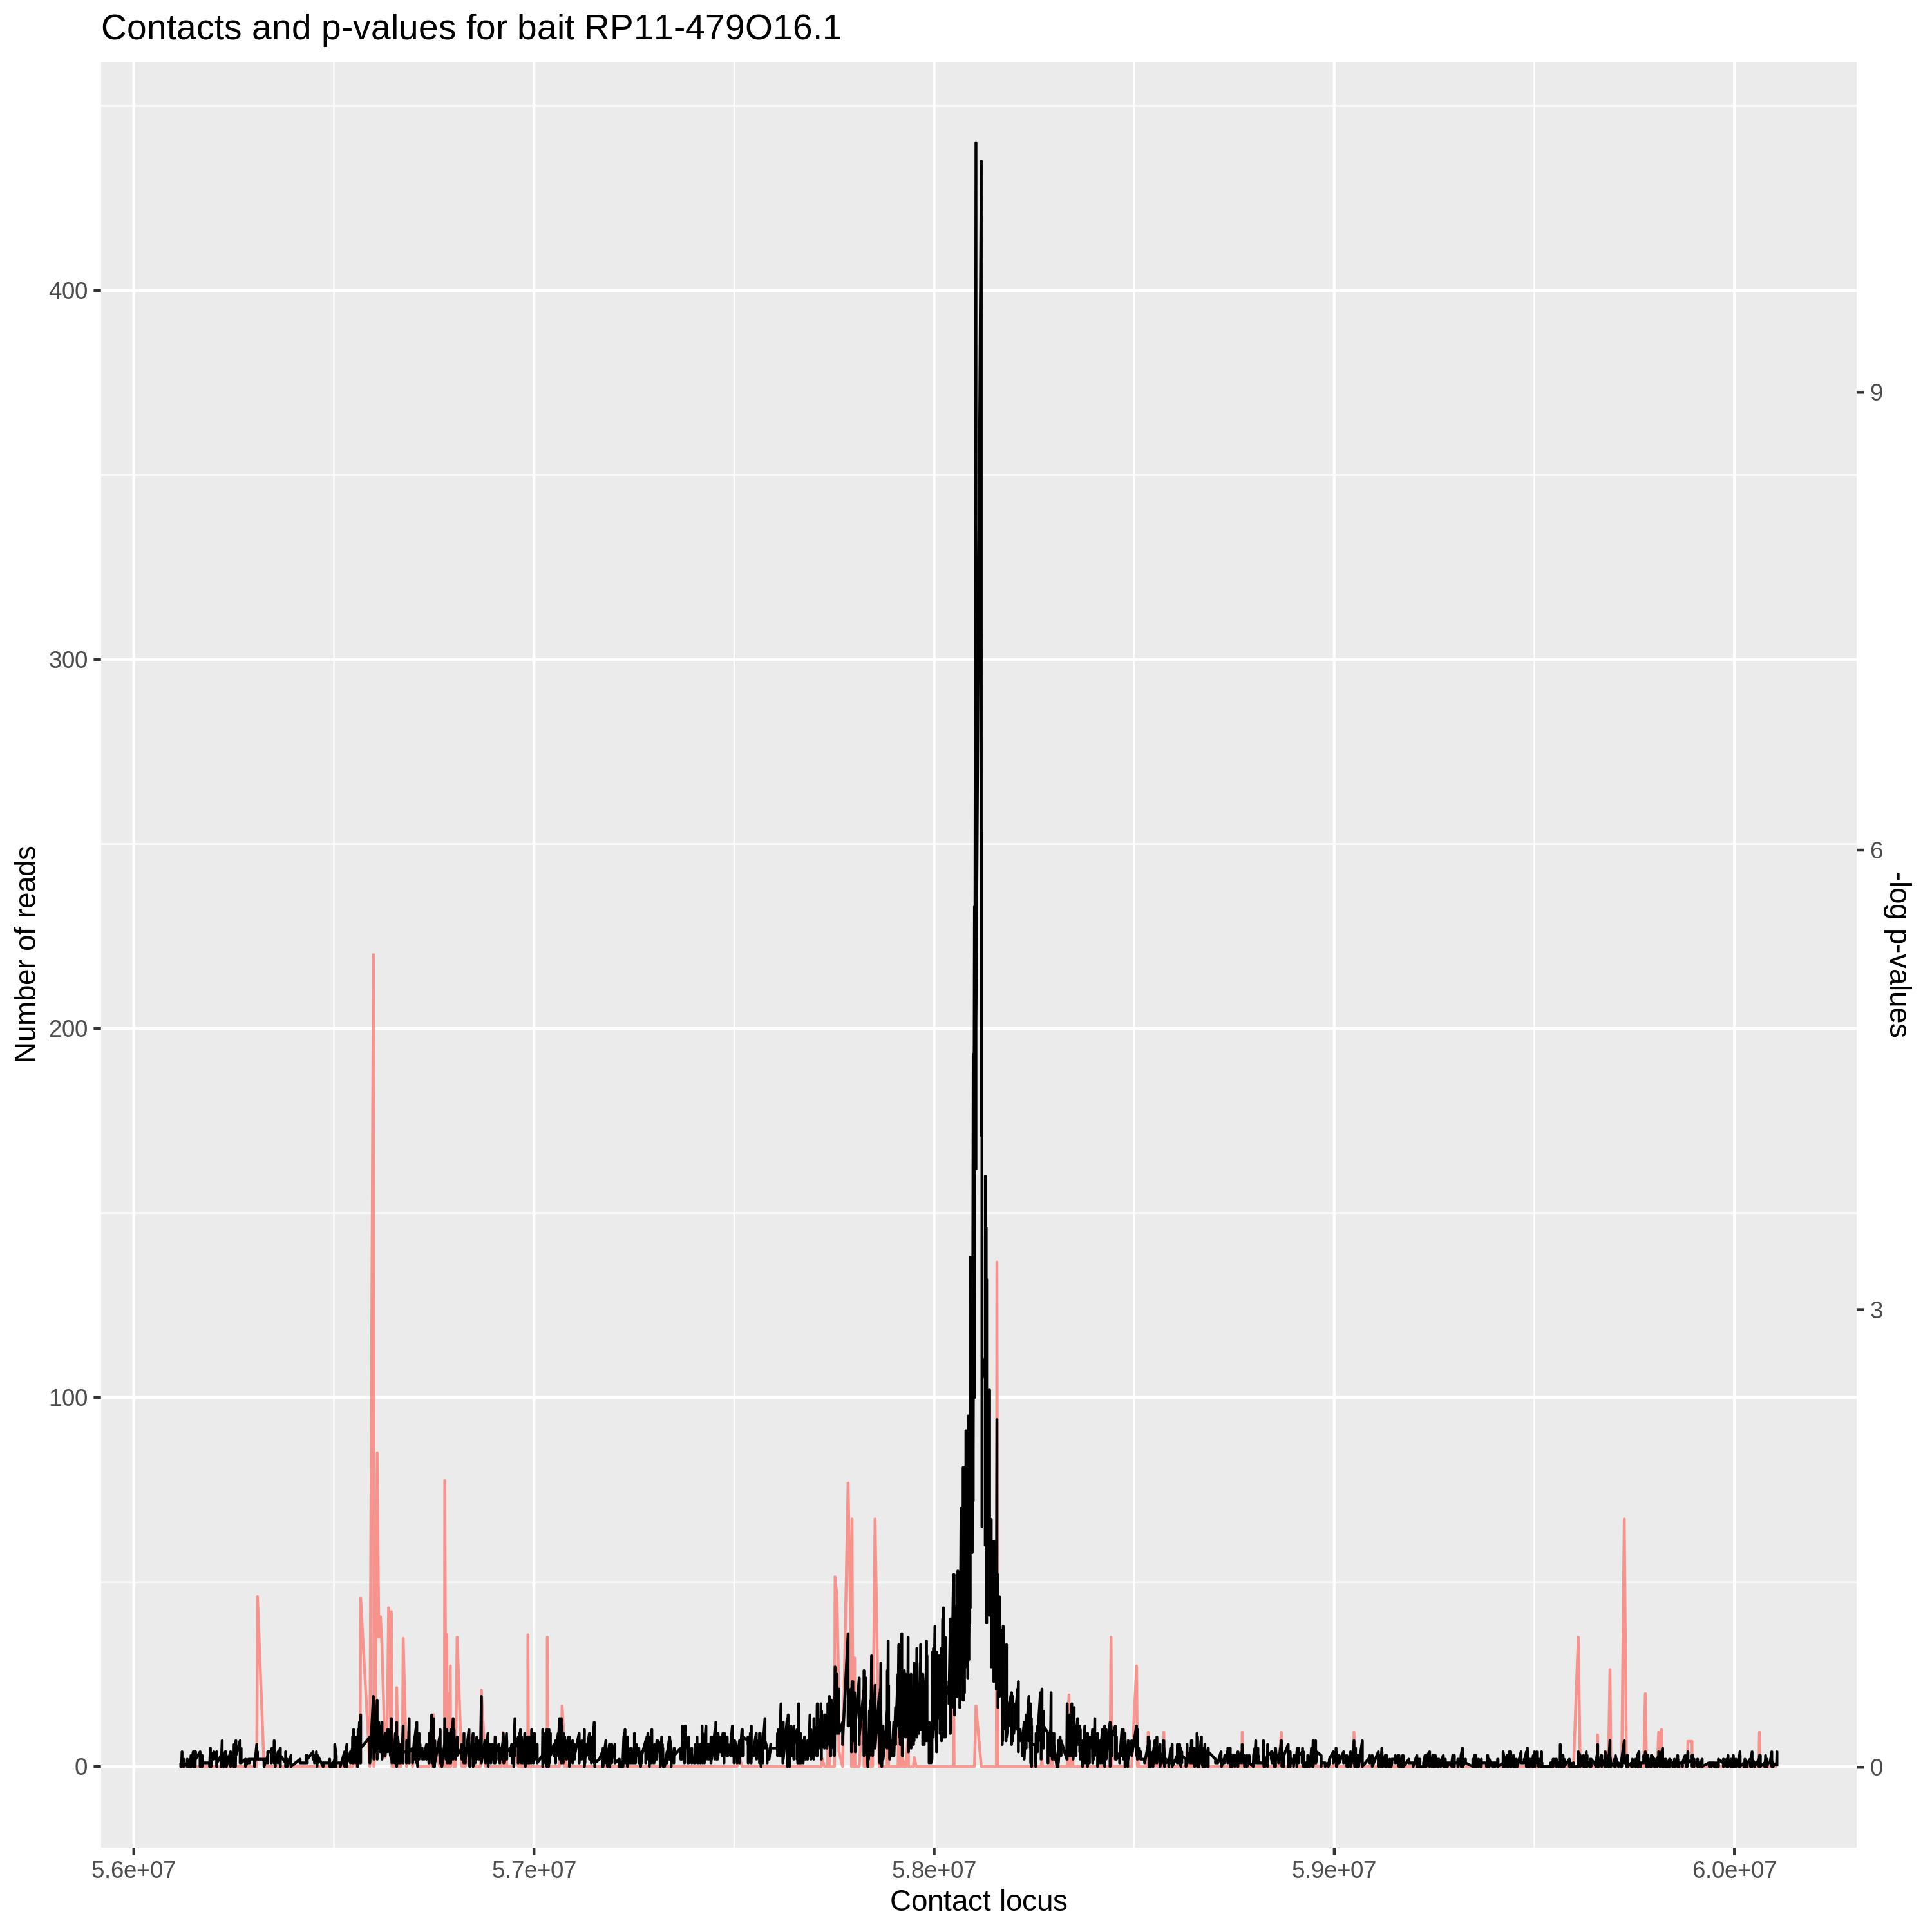 Contacts and p-values for bait RP11-479O16.1
400
300
200
100
0
Number of reads
9
6
3
0
-log p-values
5.6e+07
5.7e+07
5.8e+07
5.9e+07
6.0e+07
Contact locus